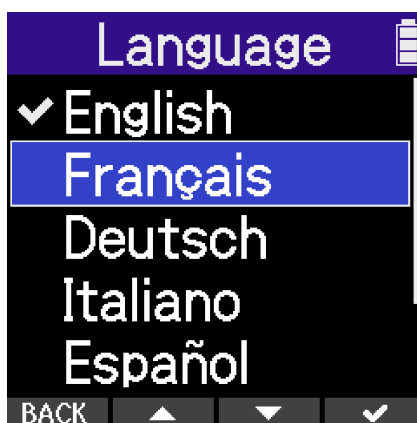 Language
English
Français
Deutsch
Italiano
Español
BACK